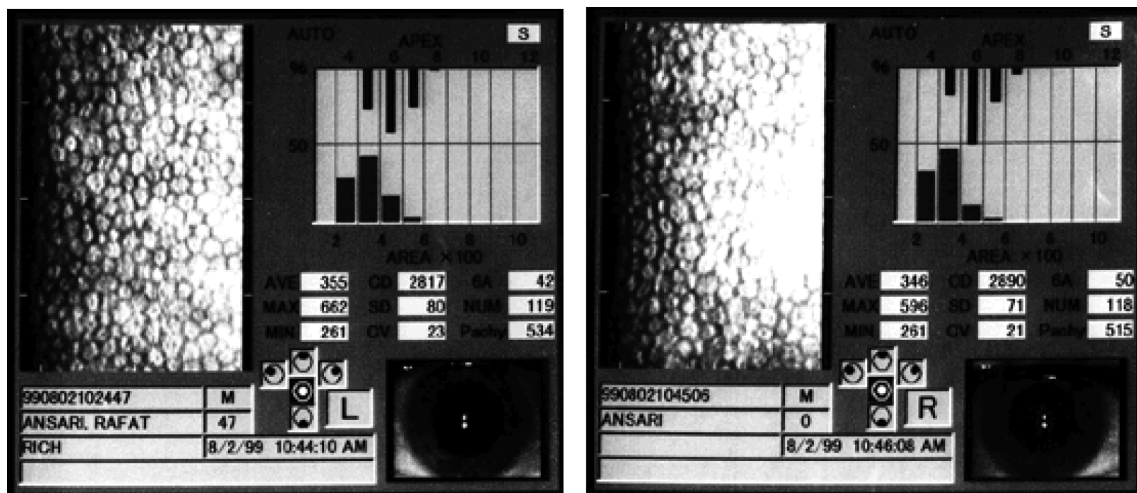 S
AUTO APEX
4 6 8 10 12
%
50
2 4 6 8 10
AREA ×100
AVE 355 CD 2817 6A 42
MAX 662 SD 80 NUM 119
MIN 261 CV 23 Pachy 534
990802102447 M
ANSARI, RAFAT 47
L
RICH 8/2/99 10:44:10 AM
S
AUTO APEX
4 6 8 10 12
%
50
2 4 6 8 10
AREA ×100
AVE 346 CD 2890 6A 50
MAX 596 SD 71 NUM 118
MIN 261 CV 21 Pachy 515
990802104506 M
ANSARI 0
R
8/2/99 10:46:08 AM